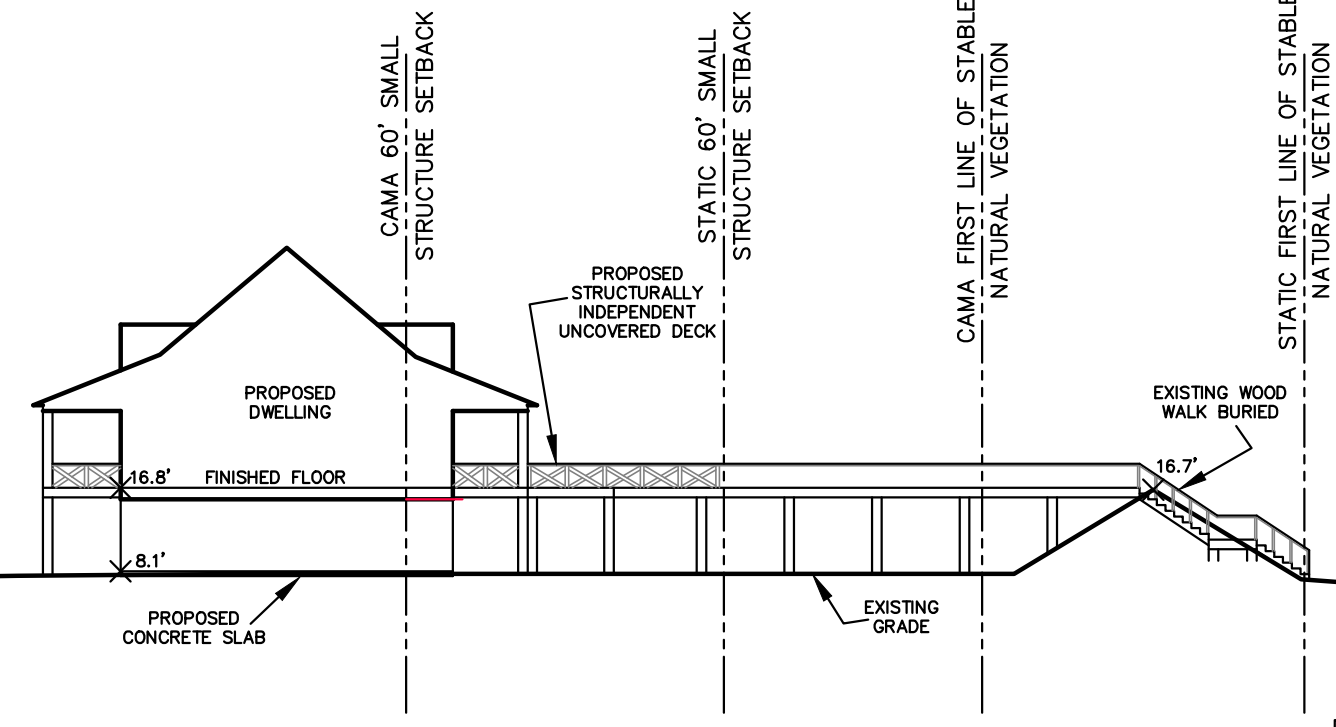 CAMA 60' SMALL
STRUCTURE SETBACK
STATIC 60' SMALL
STRUCTURE SETBACK
CAMA FIRST LINE OF STABLE
NATURAL VEGETATION
STATIC FIRST LINE OF STABLE
NATURAL VEGETATION
PROPOSED
STRUCTURALLY
INDEPENDENT
UNCOVERED DECK
PROPOSED
DWELLING
EXISTING WOOD
WALK BURIED
16.8'
FINISHED FLOOR
16.7'
8.1'
PROPOSED
CONCRETE SLAB
EXISTING
GRADE